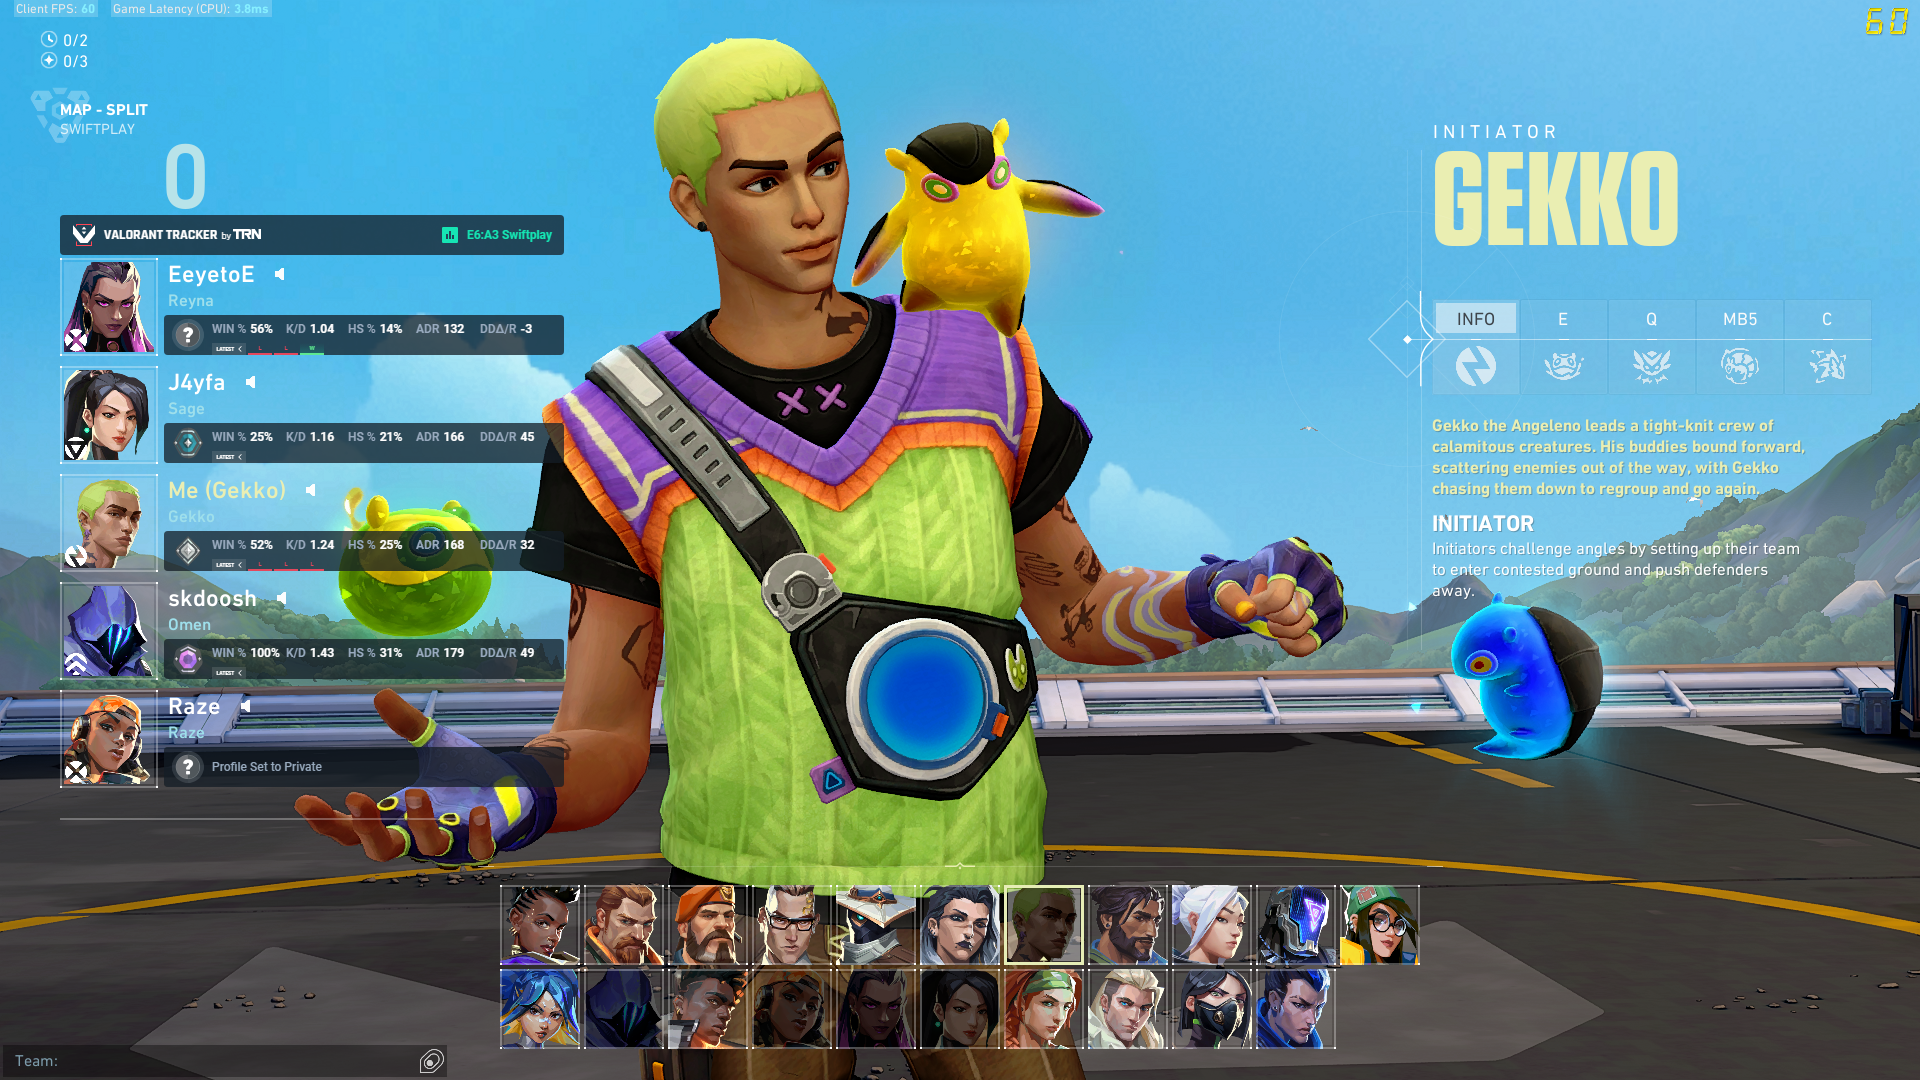 Client FPS: 60 Game Latency (CPU): 3.8ms
60
0/2
0/3
MAP - SPLIT
SWIFTPLAY
0
VALORANT TRACKER by TRN E6:A3 Swiftplay
EeyetoE
Reyna
? WIN % 56% K/D 1.04 HS % 14% ADR 132 DDΔ/R -3
LATEST < L L W
J4yfa
Sage
WIN % 25% K/D 1.16 HS % 21% ADR 166 DDΔ/R 45
LATEST <
Me (Gekko)
Gekko
WIN % 52% K/D 1.24 HS % 25% ADR 168 DDΔ/R 32
LATEST < L L L
skdoosh
Omen
WIN % 100% K/D 1.43 HS % 31% ADR 179 DDΔ/R 49
LATEST <
Raze
Raze
? Profile Set to Private
INITIATOR
GEKKO
INFO E Q MB5 C
Gekko the Angeleno leads a tight-knit crew of
calamitous creatures. His buddies bound forward,
scattering enemies out of the way, with Gekko
chasing them down to regroup and go again.
INITIATOR
Initiators challenge angles by setting up their team
to enter contested ground and push defenders
away.
Team: